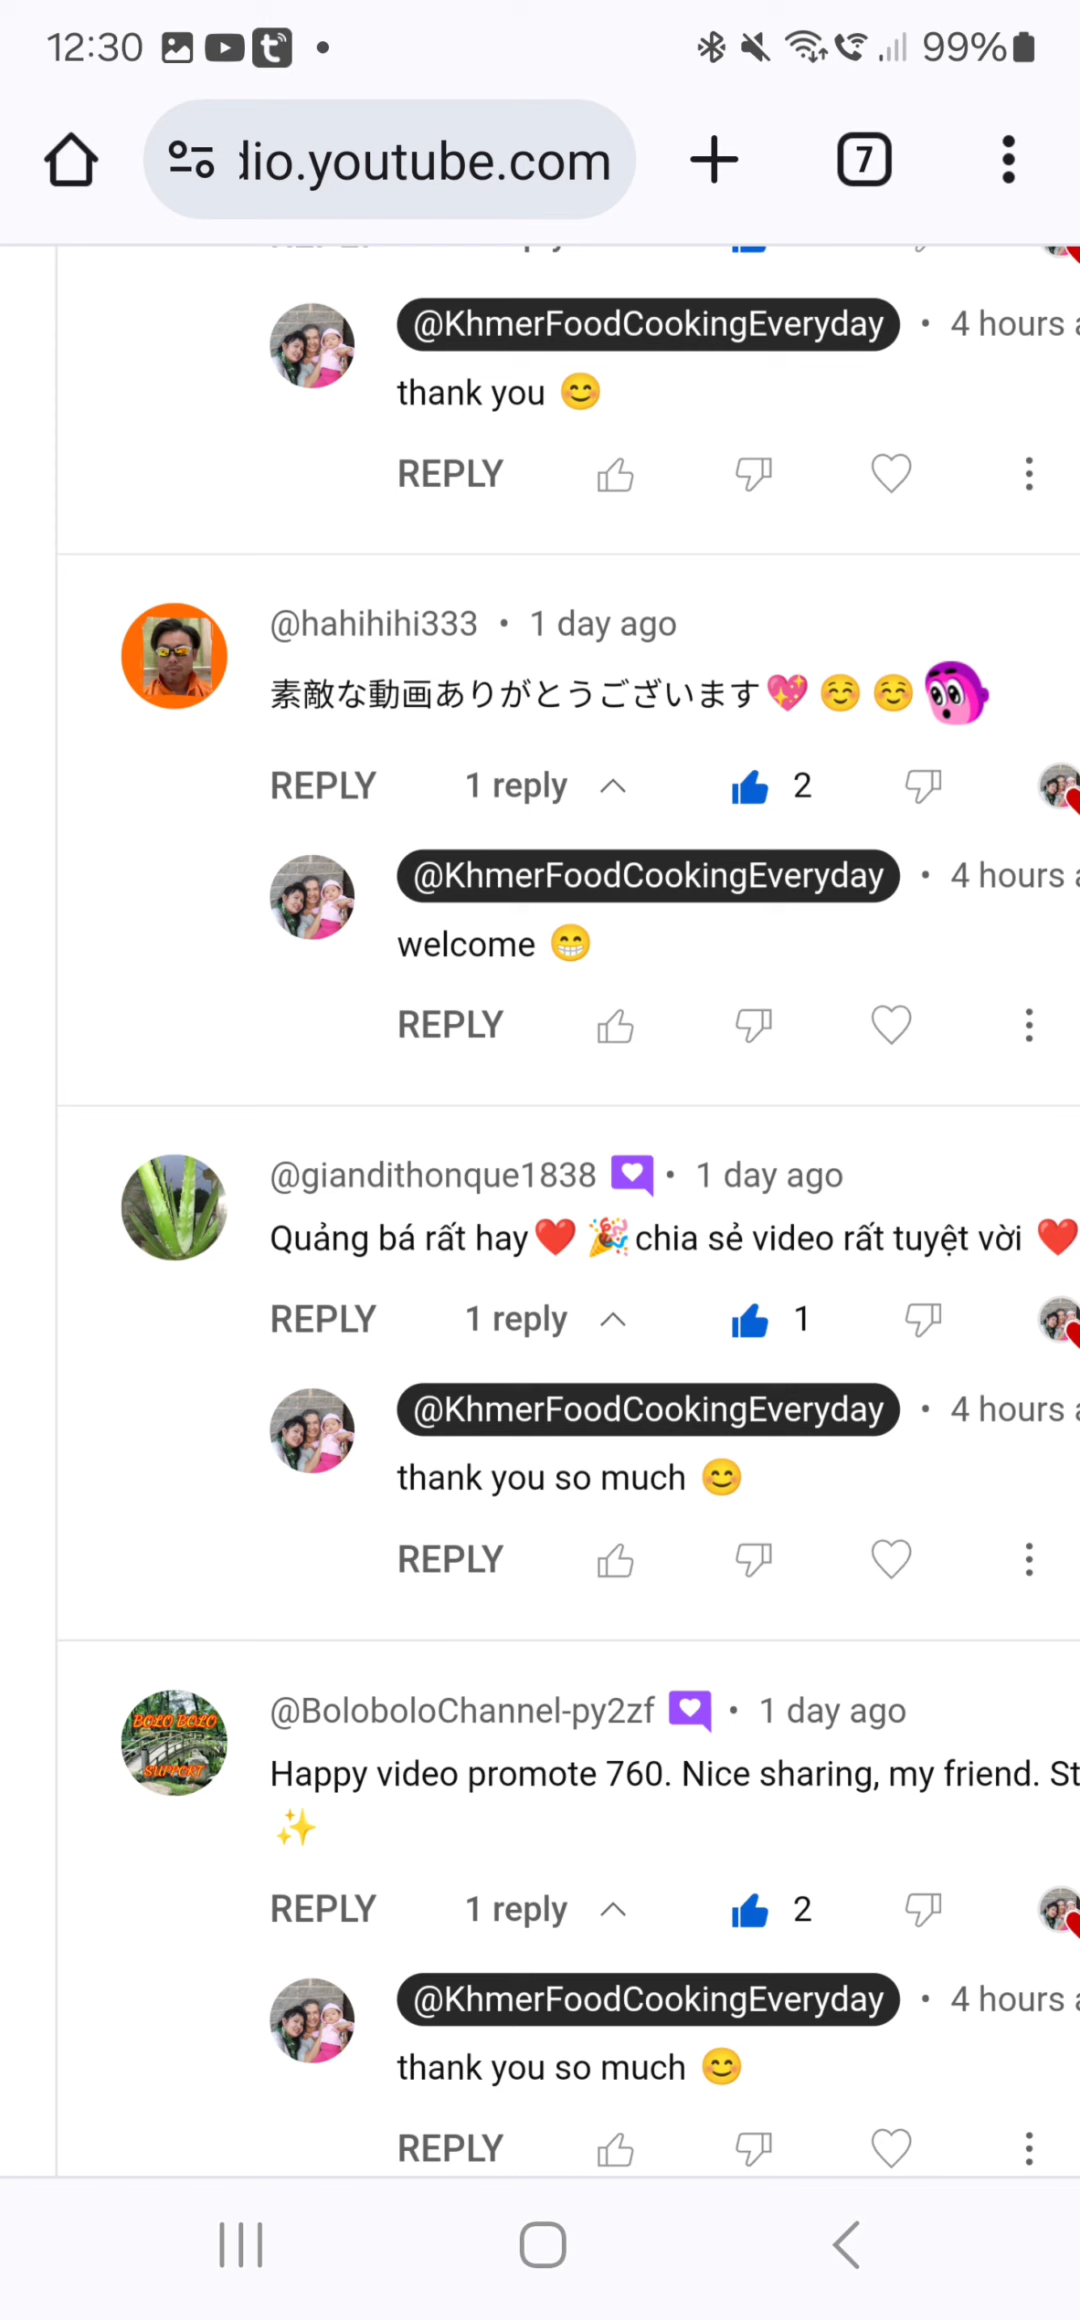 12:30
99%
dio.youtube.com
7
@KhmerFoodCookingEveryday • 4 hours
thank you 😊
REPLY
@hahihihi333 • 1 day ago
素敵な動画ありがとうございます💖☺️☺️
REPLY 1 reply 2
@KhmerFoodCookingEveryday • 4 hours
welcome 😁
REPLY
@giandithonque1838 • 1 day ago
Quảng bá rất hay❤️ 🎉chia sẻ video rất tuyệt vời ❤️
REPLY 1 reply 1
@KhmerFoodCookingEveryday • 4 hours
thank you so much 😊
REPLY
BOLO BOLO
SUPPORT
@BoloboloChannel-py2zf • 1 day ago
Happy video promote 760. Nice sharing, my friend. St
✨
REPLY 1 reply 2
@KhmerFoodCookingEveryday • 4 hours
thank you so much 😊
REPLY